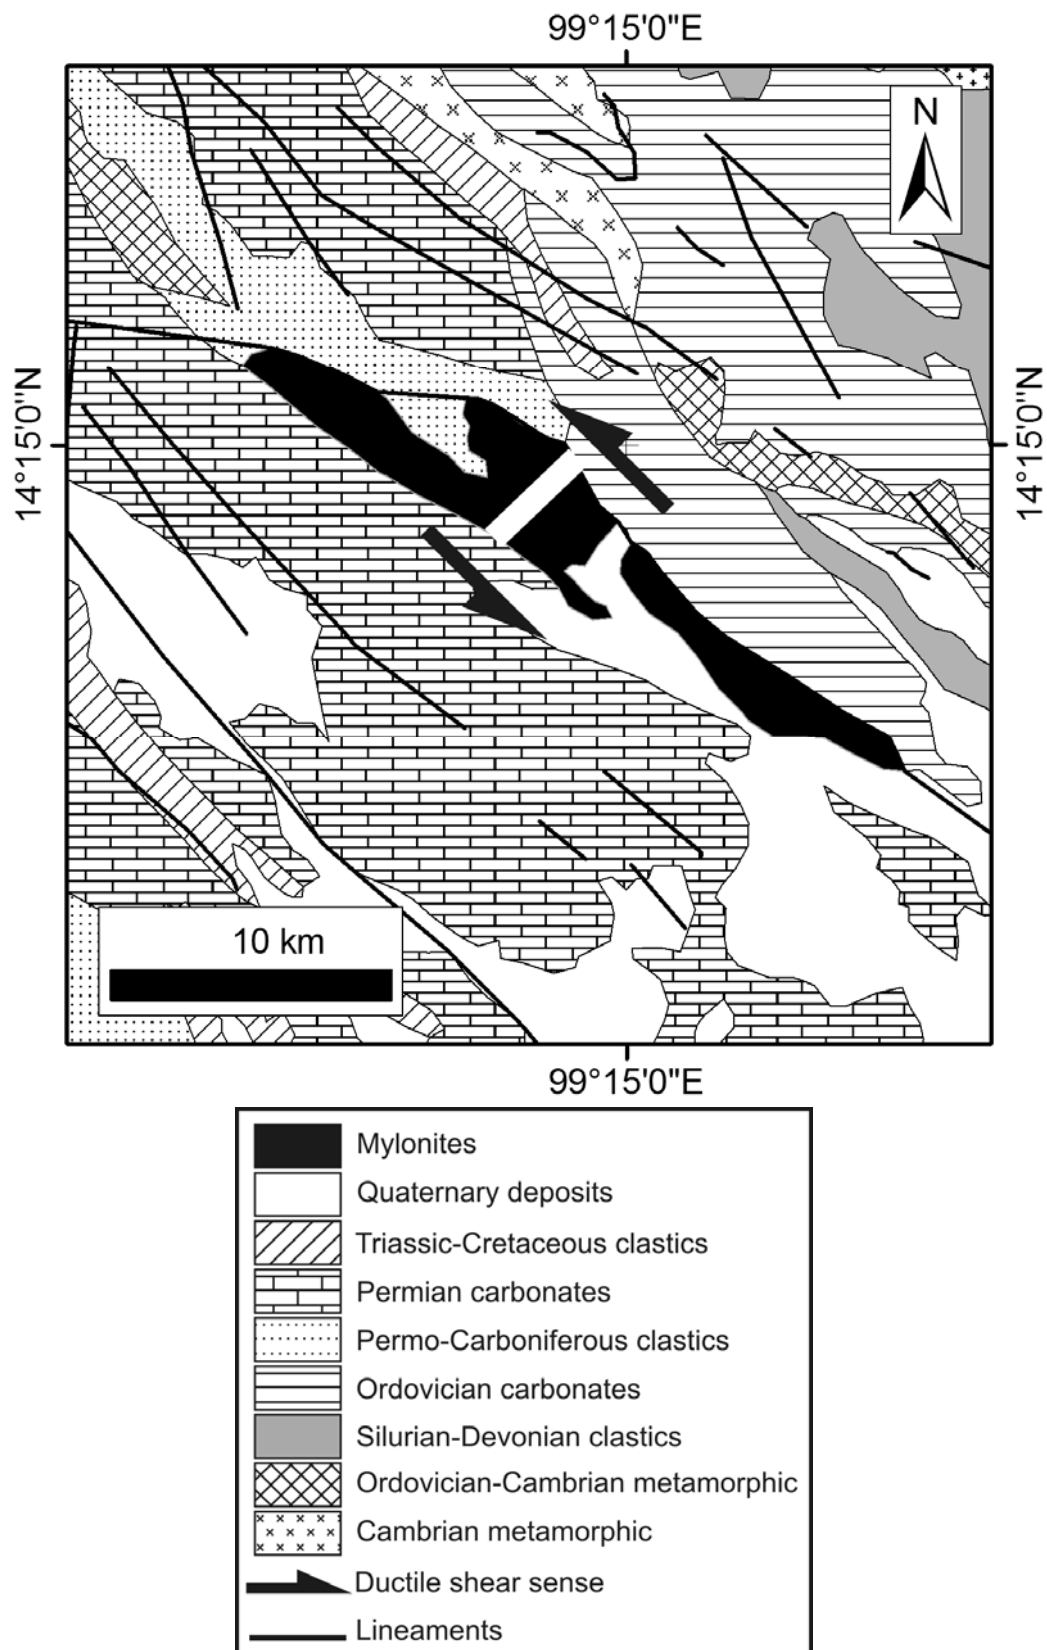 99°15'0"E
N
14°15'0"N
14°15'0"N
10 km
99°15'0"E
Mylonites
Quaternary deposits
Triassic-Cretaceous clastics
Permian carbonates
Permo-Carboniferous clastics
Ordovician carbonates
Silurian-Devonian clastics
Ordovician-Cambrian metamorphic
Cambrian metamorphic
Ductile shear sense
Lineaments